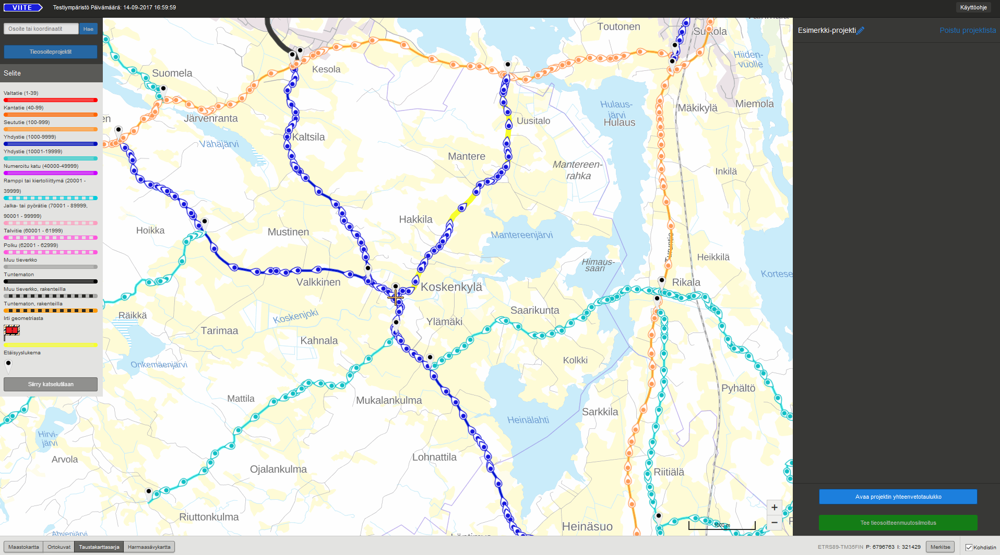 VIITE
Testiympäristö Päivämäärä: 14-09-2017 16:59:59
Käyttöohje
Osoite tai koordinaatit
Hae
Tieosoiteprojektit
Selite
Valtatie (1-39)
Kantatie (40-99)
Seututie (100-999)
Yhdystie (1000-9999)
Yhdystie (10001-19999)
Numeroitu katu (40000-49999)
Ramppi tai kiertoliittymä (20001 -
39999)
Jalka- tai pyörätie (70001 - 89999,
90001 - 99999)
Talvitie (60001 - 61999)
Polku (62001 - 62999)
Muu tieverkko
Tuntematon
Muu tieverkko, rakenteilla
Tuntematon, rakenteilla
Irti geometriasta
Etäisyyslukema
Siirry katselutilaan
Esimerkki-projekti
Poistu projektista
Toutonen
Kesola
Suomela
Hiiden-
vuolle
Järvenranta
Hulaus-
järvi
Hulaus
Mäkikylä
Miemola
Uusitalo
Kaltsila
Vähäjärvi
Mantere
Mantereen-
rahka
Inkilä
Hakkila
Hoikka
Mustinen
Mantereenjärvi
Heikkilä
Himaus-
saari
Kortese
Valkkinen
Koskenkylä
Rikala
Räikkä
Koskenjoki
Ylämäki
Saarikunta
Tarimaa
Kahnala
Onkemäenjärvi
Kolkki
Pyhältö
Mattila
Mukalankulma
Sarkkila
Heinälahti
Hirvi-
järvi
Arvola
Lohnattila
Ojalankulma
Riitiälä
Riuttonkulma
Heinäsuo
Ahvenjärvi
1000 m
+
−
Avaa projektin yhteenvetotaulukko
Tee tieosoitteenmuutosilmoitus
Maastokartta
Ortokuvat
Taustakarttasarja
Harmaasävykartta
ETRS89-TM35FIN P: 6796763 I: 321429
Merkitse
Kohdistin